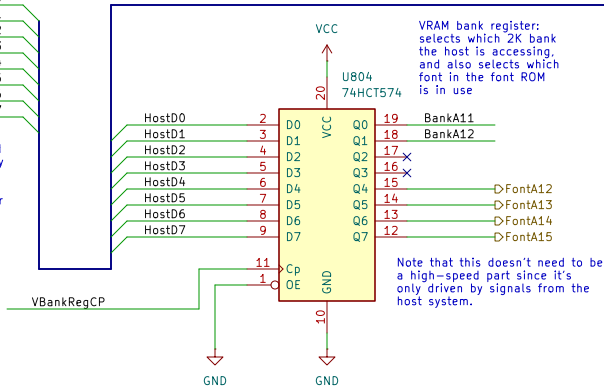 VRAM bank register:
selects which 2K bank
the host is accessing,
and also selects which
font in the font ROM
is in use
VCC
U804
74HCT574
20
VCC
HostD0 2 D0 Q0 19 BankA11
HostD1 3 D1 Q1 18 BankA12
HostD2 4 D2 Q2 17
HostD3 5 D3 Q3 16
HostD4 6 D4 Q4 15 FontA12
HostD5 7 D5 Q5 14 FontA13
HostD6 8 D6 Q6 13 FontA14
HostD7 9 D7 Q7 12 FontA15
11 Cp
1 OE
GND
10
VBankRegCP
Note that this doesn't need to be
a high-speed part since it's
only driven by signals from the
host system.
GND
GND